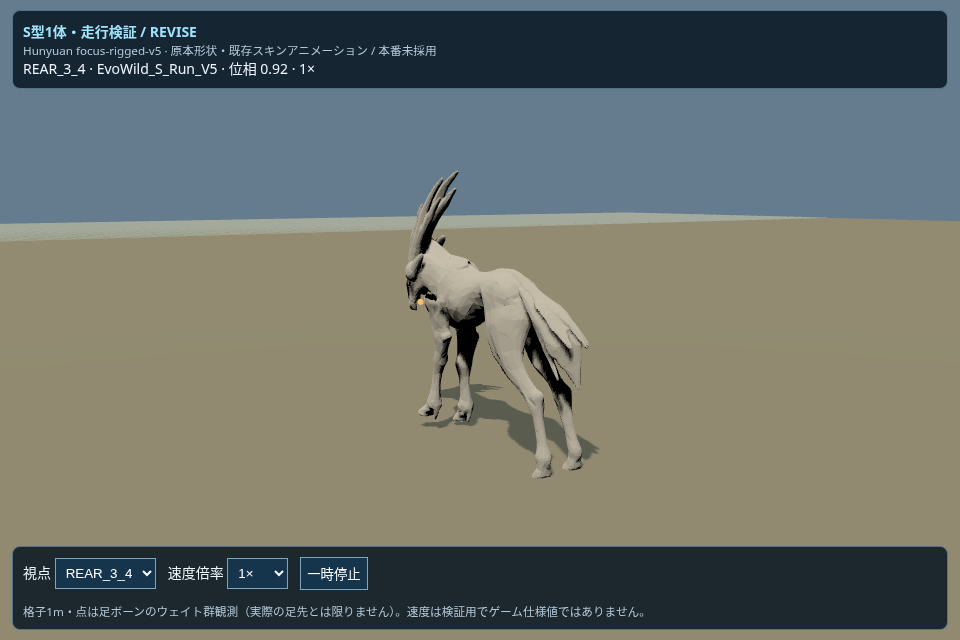 S型1体・走行検証 / REVISE
Hunyuan focus-rigged-v5 · 原本形状・既存スキンアニメーション / 本番未採用
REAR_3_4 · EvoWild_S_Run_V5 · 位相 0.92 · 1×
視点 REAR_3_4 速度倍率 1× 一時停止
格子1m・点は足ボーンのウェイト群観測（実際の足先とは限りません）。速度は検証用でゲーム仕様値ではありません。